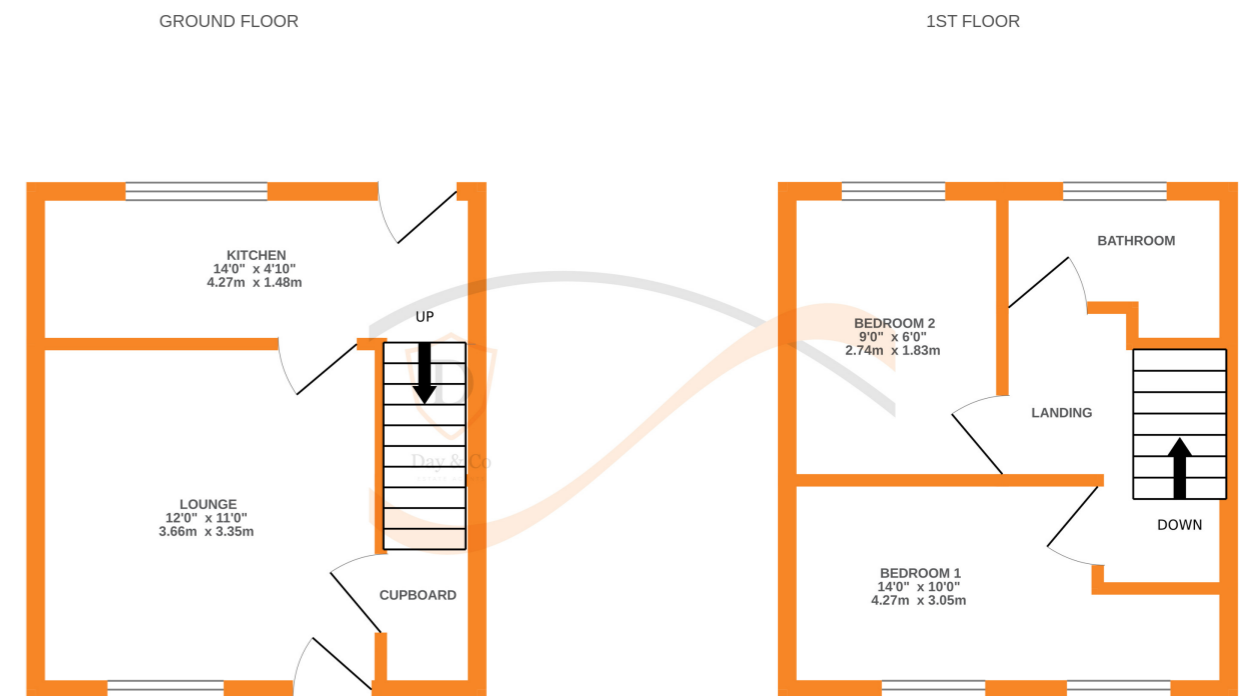 GROUND FLOOR
KITCHEN
14'0" x 4'10"
4.27m x 1.48m
UP
Day & Co
LOUNGE
12'0" x 11'0"
3.66m x 3.35m
CUPBOARD
1ST FLOOR
BATHROOM
BEDROOM 2
9'0" x 6'0"
2.74m x 1.83m
LANDING
DOWN
BEDROOM 1
14'0" x 10'0"
4.27m x 3.05m